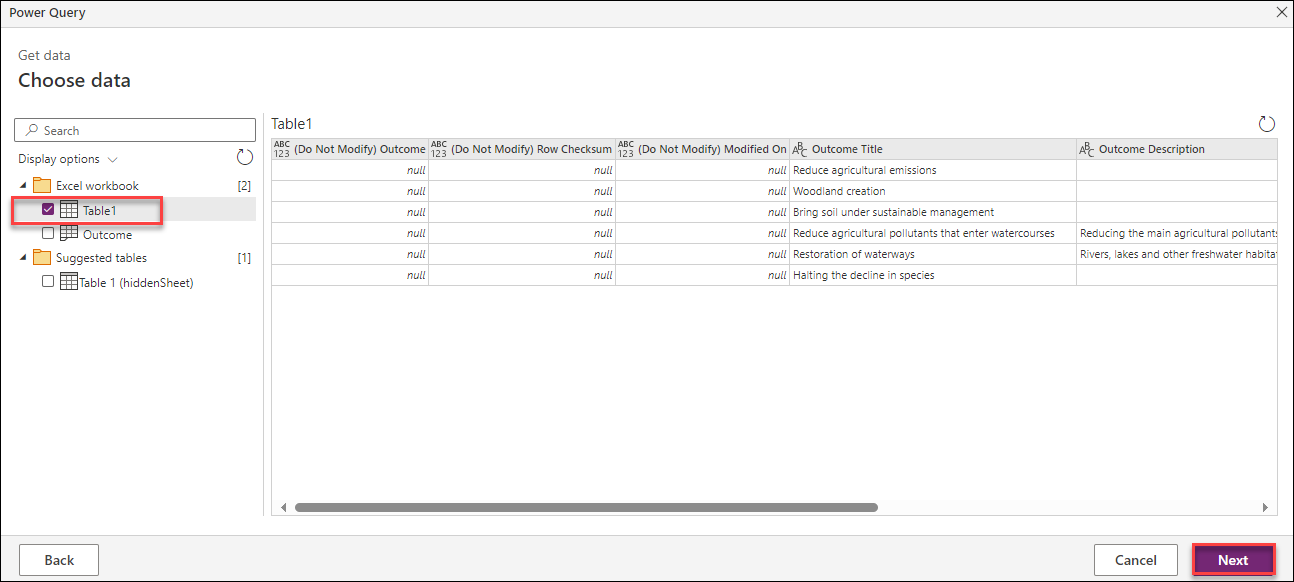 Power Query
Get data
Choose data
Search
Display options
Excel workbook [2]
Table1
Outcome
Suggested tables [1]
Table 1 (hiddenSheet)
Table1
ABC 123 (Do Not Modify) Outcome ABC 123 (Do Not Modify) Row Checksum ABC 123 (Do Not Modify) Modified On ABC Outcome Title ABC Outcome Description
null null null Reduce agricultural emissions
null null null Woodland creation
null null null Bring soil under sustainable management
null null null Reduce agricultural pollutants that enter watercourses Reducing the main agricultural pollutants
null null null Restoration of waterways Rivers, lakes and other freshwater habita
null null null Halting the decline in species
Back Cancel Next